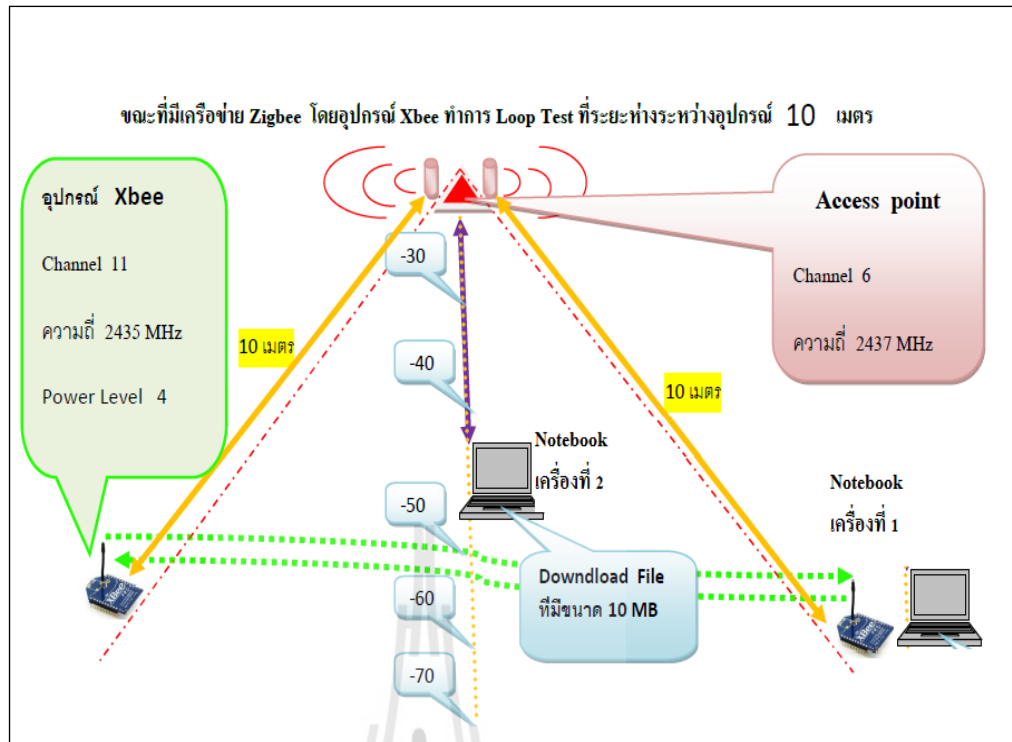 ขณะที่มีเครือข่าย Zigbee โดยอุปกรณ์ Xbee ทำการ Loop Test ที่ระยะห่างระหว่างอุปกรณ์ 10 เมตร
อุปกรณ์ Xbee
Channel 11
ความถี่ 2435 MHz
Power Level 4
Access point
Channel 6
ความถี่ 2437 MHz
-30
10 เมตร
-40
10 เมตร
Notebook
เครื่องที่ 2
Notebook
เครื่องที่ 1
-50
Downdload File
ที่มีขนาด 10 MB
-60
-70
XBee
XBee